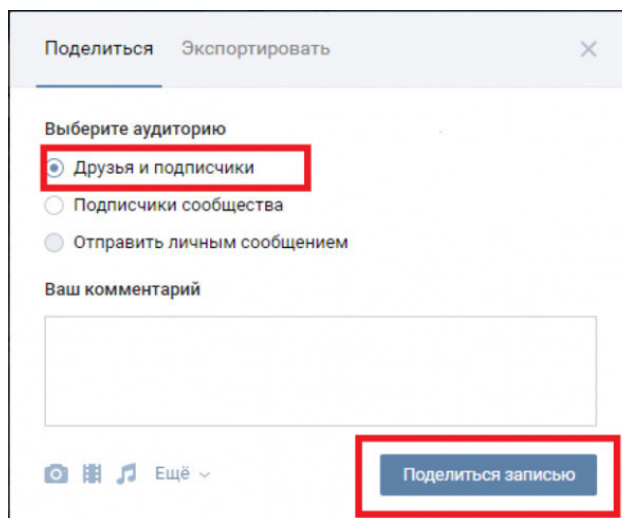 Поделиться Экспортировать
Выберите аудиторию
Друзья и подписчики
Подписчики сообщества
Отправить личным сообщением
Ваш комментарий
Ещё
Поделиться записью